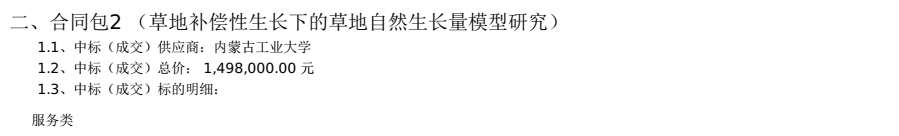 二、合同包2 （草地补偿性生长下的草地自然生长量模型研究）
1.1、中标（成交）供应商：内蒙古工业大学
1.2、中标（成交）总价： 1,498,000.00 元
1.3、中标（成交）标的明细：
服务类